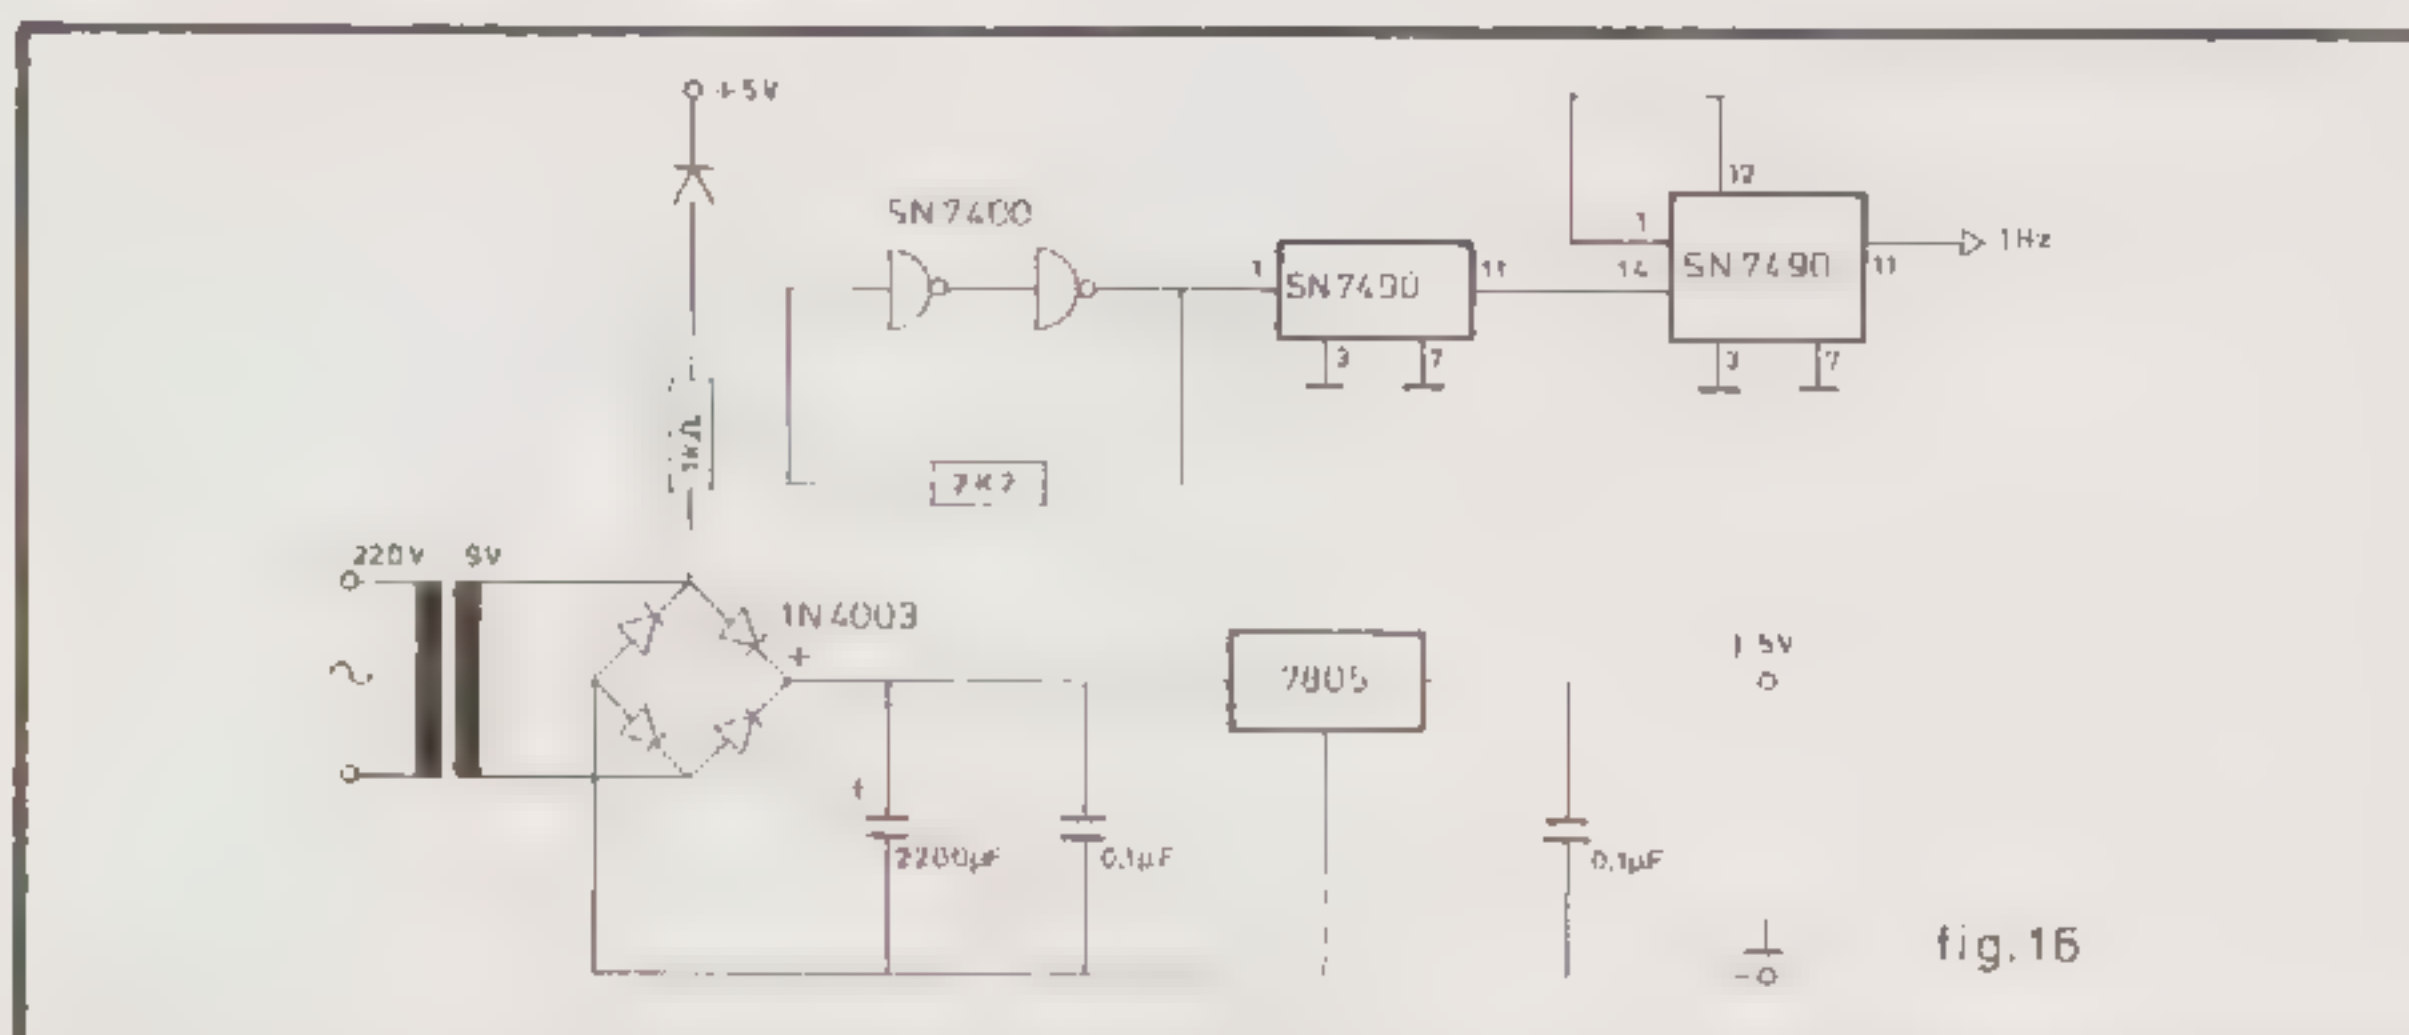 +5V
12
SN7400
1
1Hz
1
11
14
SN7490
11
SN7490
3
7
3
7
1KΩ
2K2
220V
9V
1N4003
+
5V
~
7805
+
2200µF
0,1µF
0,1µF
fig.16
-